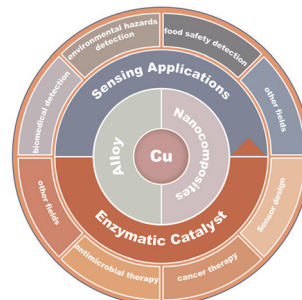 environmental hazards
detection
food safety detection
biomedical detection
other fields
Sensing Applications
Alloy
Nanocomposites
Cu
Enzymatic Catalyst
other fields
Sensor design
antimicrobial therapy
cancer therapy